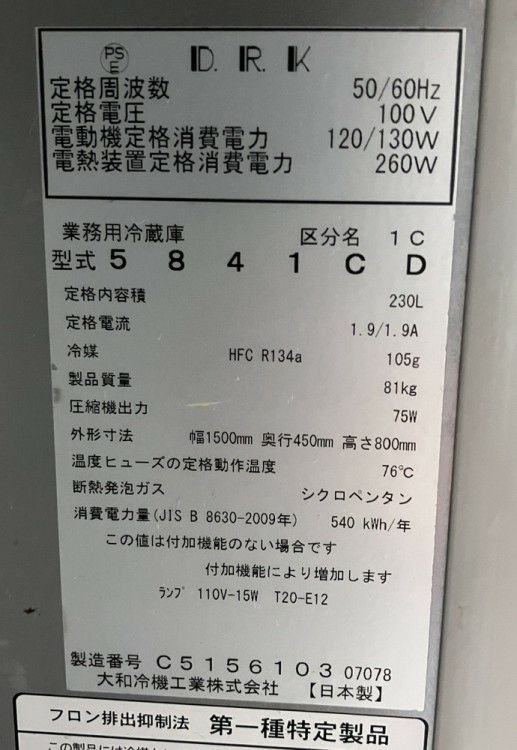 PS E D.R.K
定格周波数 50/60Hz
定格電圧 100V
電動機定格消費電力 120/130W
電熱装置定格消費電力 260W
業務用冷蔵庫 区分名 1C
型式 5841CD
定格内容積 230L
定格電流 1.9/1.9A
冷媒 HFC R134a 105g
製品質量 81kg
圧縮機出力 75W
外形寸法 幅1500mm 奥行450mm 高さ800mm
温度ヒューズの定格動作温度 76℃
断熱発泡ガス シクロペンタン
消費電力量(JIS B 8630-2009年) 540 kWh/年
この値は付加機能のない場合です
付加機能により増加します
ﾗﾝﾌﾟ 110V-15W T20-E12
製造番号 C5156103 07078
大和冷機工業株式会社 【日本製】
フロン排出抑制法 第一種特定製品